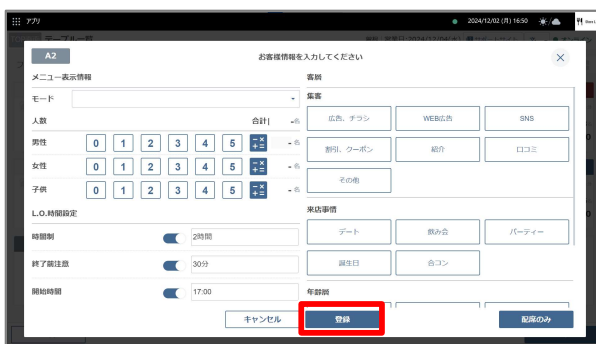 アプリ
2024/12/02 (月) 16:50
A2
お客様情報を入力してください
メニュー表示情報
モード
人数 合計| -名
男性 0 1 2 3 4 5 -名
女性 0 1 2 3 4 5 -名
子供 0 1 2 3 4 5 -名
L.O.時間設定
時間制 2時間
終了前注意 30分
開始時間 17:00
客層
集客
広告、チラシ WEB広告 SNS
割引、クーポン 紹介 口コミ
その他
来店事情
デート 飲み会 パーティー
誕生日 合コン
年齢層
キャンセル 登録 配席のみ